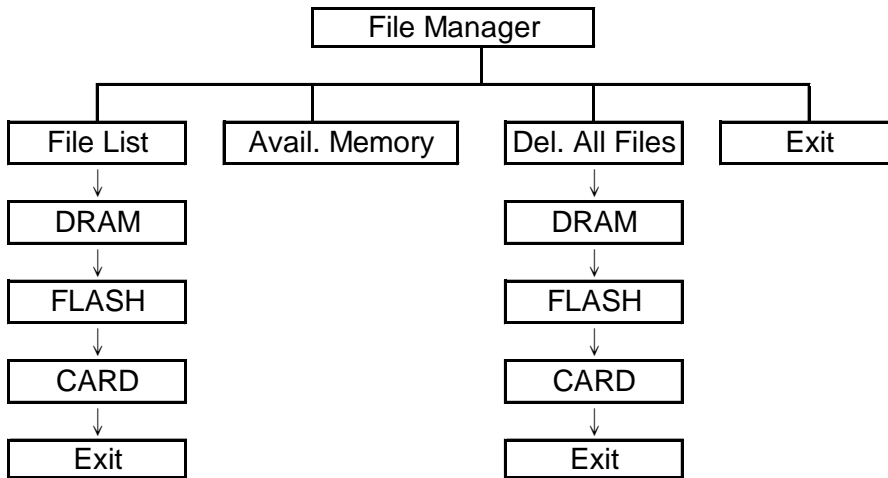 File Manager
File List
Avail. Memory
Del. All Files
Exit
DRAM
DRAM
FLASH
FLASH
CARD
CARD
Exit
Exit